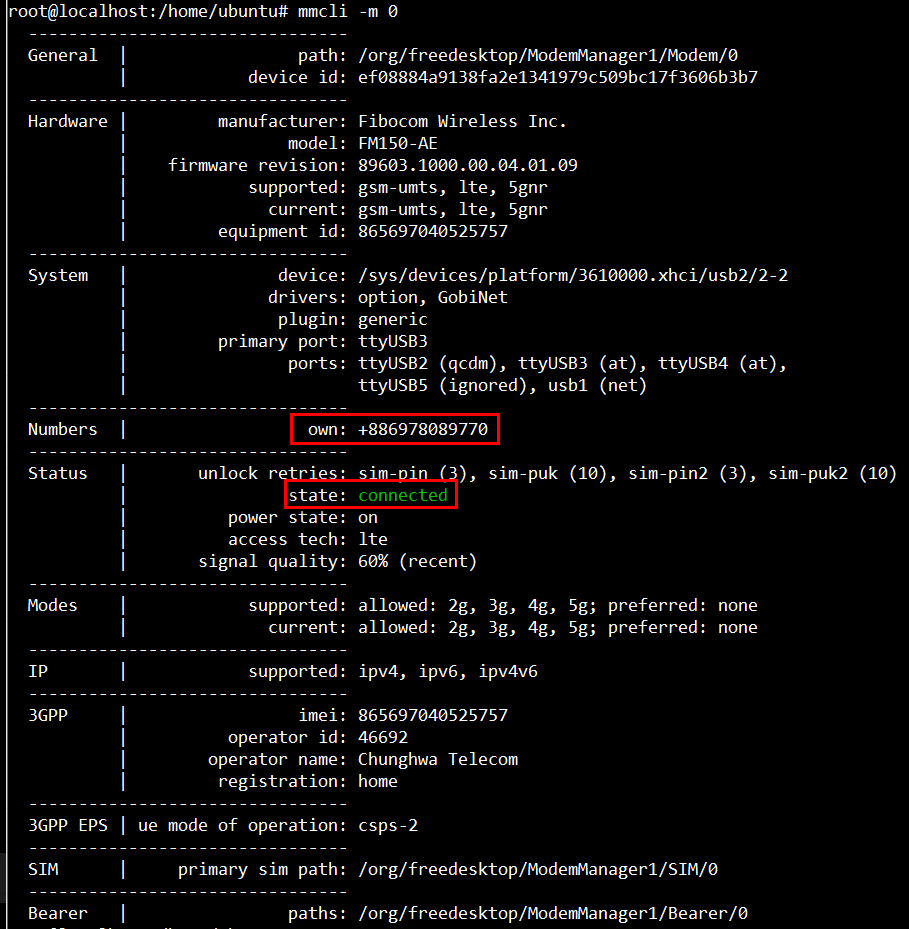 root@localhost:/home/ubuntu# mmcli -m 0
--------------------------------
General | path: /org/freedesktop/ModemManager1/Modem/0
| device id: ef08884a9138fa2e1341979c509bc17f3606b3b7
--------------------------------
Hardware | manufacturer: Fibocom Wireless Inc.
| model: FM150-AE
| firmware revision: 89603.1000.00.04.01.09
| supported: gsm-umts, lte, 5gnr
| current: gsm-umts, lte, 5gnr
| equipment id: 865697040525757
--------------------------------
System | device: /sys/devices/platform/3610000.xhci/usb2/2-2
| drivers: option, GobiNet
| plugin: generic
| primary port: ttyUSB3
| ports: ttyUSB2 (qcdm), ttyUSB3 (at), ttyUSB4 (at),
| ttyUSB5 (ignored), usb1 (net)
--------------------------------
Numbers | own: +886978089770
--------------------------------
Status | unlock retries: sim-pin (3), sim-puk (10), sim-pin2 (3), sim-puk2 (10)
| state: connected
| power state: on
| access tech: lte
| signal quality: 60% (recent)
--------------------------------
Modes | supported: allowed: 2g, 3g, 4g, 5g; preferred: none
| current: allowed: 2g, 3g, 4g, 5g; preferred: none
--------------------------------
IP | supported: ipv4, ipv6, ipv4v6
--------------------------------
3GPP | imei: 865697040525757
| operator id: 46692
| operator name: Chunghwa Telecom
| registration: home
--------------------------------
3GPP EPS | ue mode of operation: csps-2
--------------------------------
SIM | primary sim path: /org/freedesktop/ModemManager1/SIM/0
--------------------------------
Bearer | paths: /org/freedesktop/ModemManager1/Bearer/0